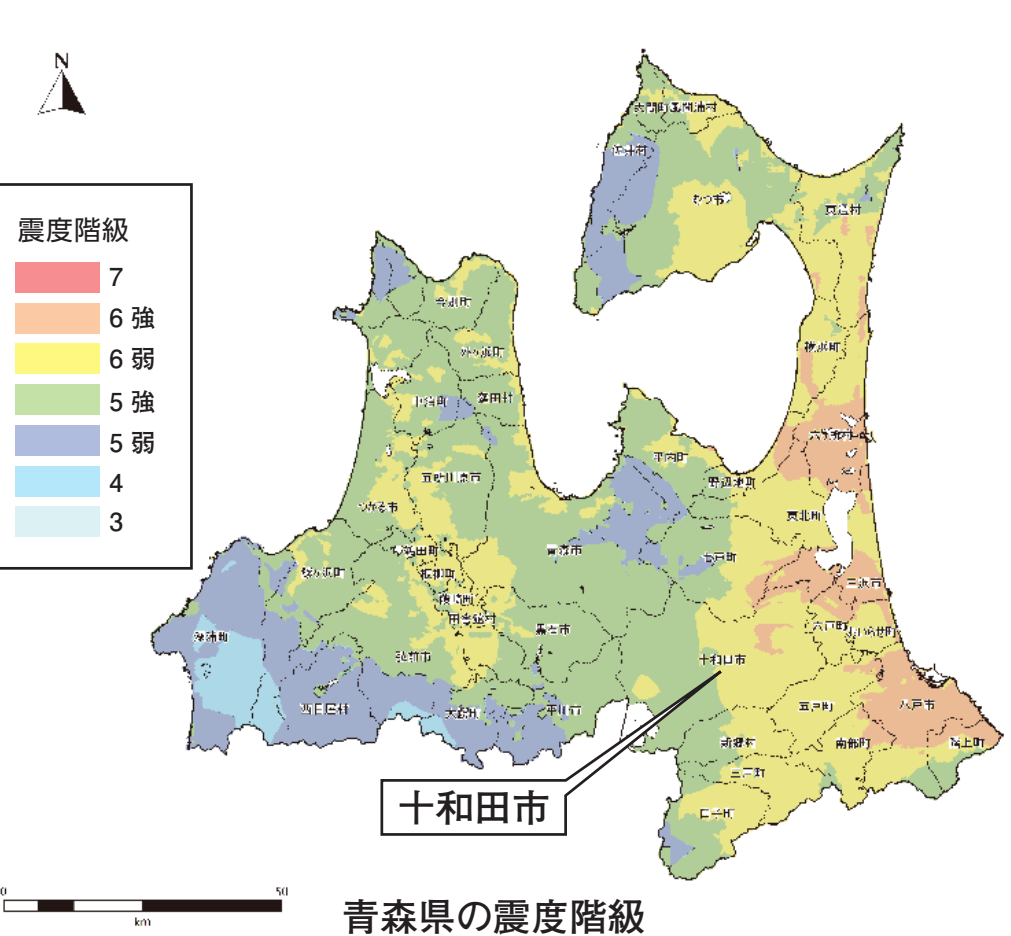 N
震度階級
7
6 強
6 弱
5 強
5 弱
4
3
大間町
風間浦村
佐井村
むつ市
東通村
今別町
外ヶ浜町
横浜町
中泊町
蓬田村
六ヶ所村
平内町
五所川原市
野辺地町
つがる市
東北町
青森市
七戸町
鶴田町
板柳町
鰺ヶ沢町
三沢市
藤崎町
田舎館村
六戸町
おいらせ町
深浦町
黒石市
弘前市
十和田市
西目屋村
大鰐町
平川市
五戸町
八戸市
新郷村
南部町
階上町
三戸町
田子町
十和田市
0
50
km
青森県の震度階級